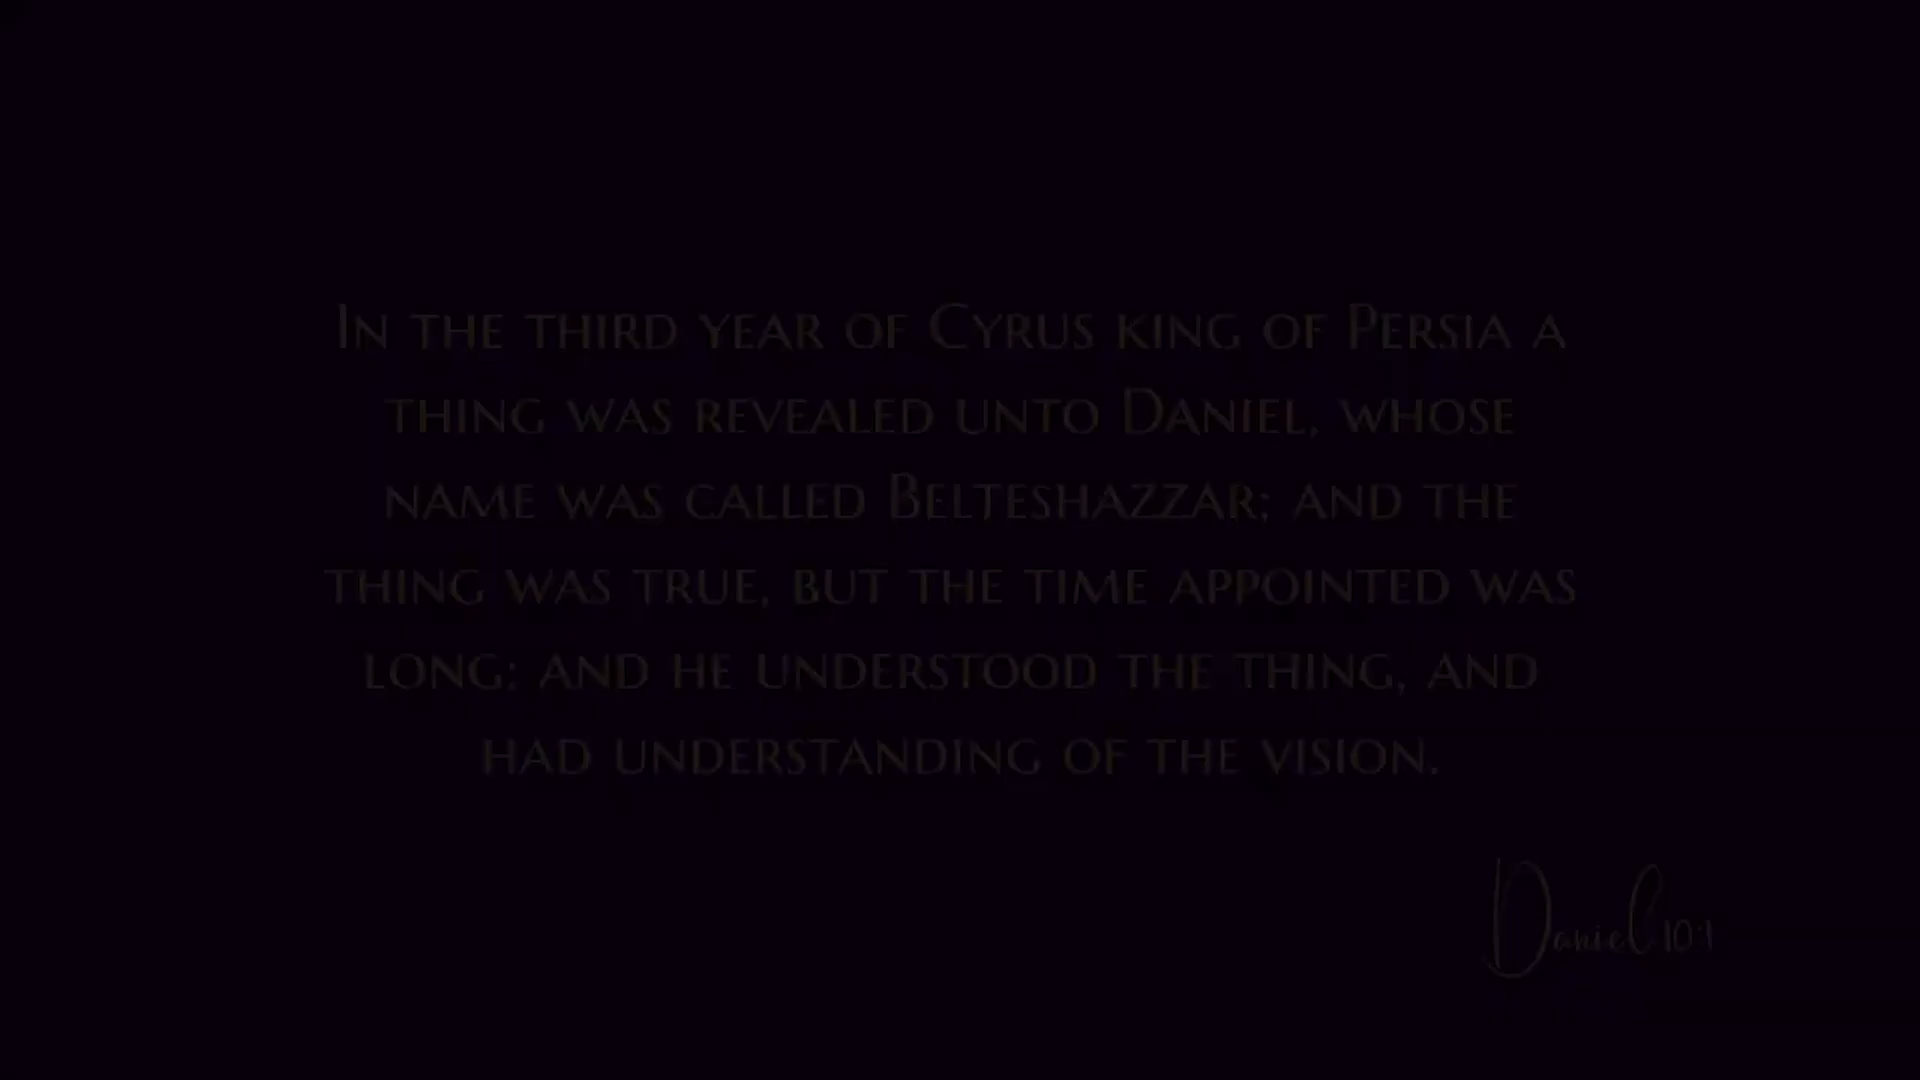 In the third year of Cyrus king of Persia a
thing was revealed unto Daniel, whose
name was called Belteshazzar; and the
thing was true, but the time appointed was
long: and he understood the thing, and
had understanding of the vision.
Daniel 10:1